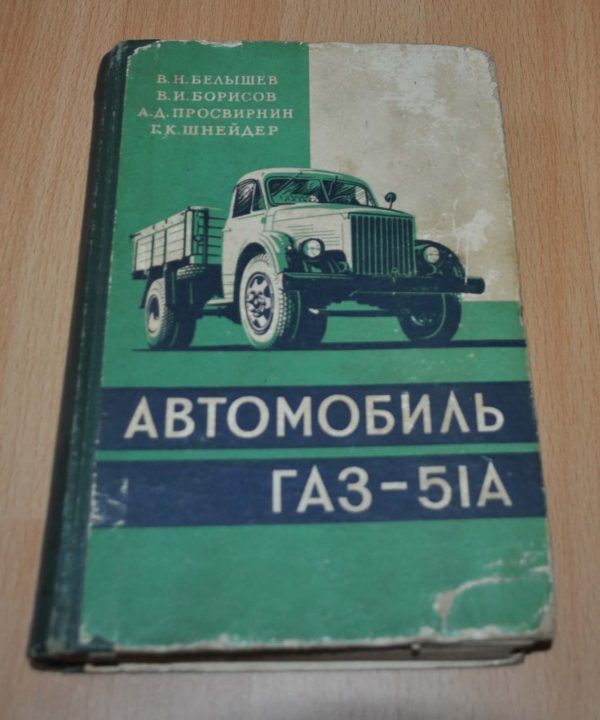 В. Н. БЕЛЫШЕВ
В. И. БОРИСОВ
А. Д. ПРОСВИРНИН
Г. К. ШНЕЙДЕР
АВТОМОБИЛЬ
ГАЗ-51А